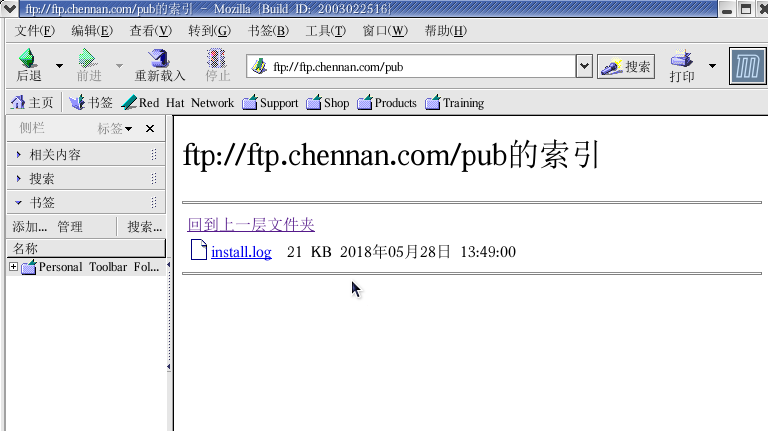 ftp://ftp.chennan.com/pub的索引 - Mozilla {Build ID: 2003022516}
文件(F) 编辑(E) 查看(V) 转到(G) 书签(B) 工具(T) 窗口(W) 帮助(H)
后退 前进 重新载入 停止 ftp://ftp.chennan.com/pub 搜索 打印
主页 书签 Red Hat Network Support Shop Products Training
侧栏 标签
相关内容
搜索
书签
添加... 管理 搜索...
名称
Personal Toolbar Fol...
ftp://ftp.chennan.com/pub的索引
回到上一层文件夹
install.log 21 KB 2018年05月28日 13:49:00